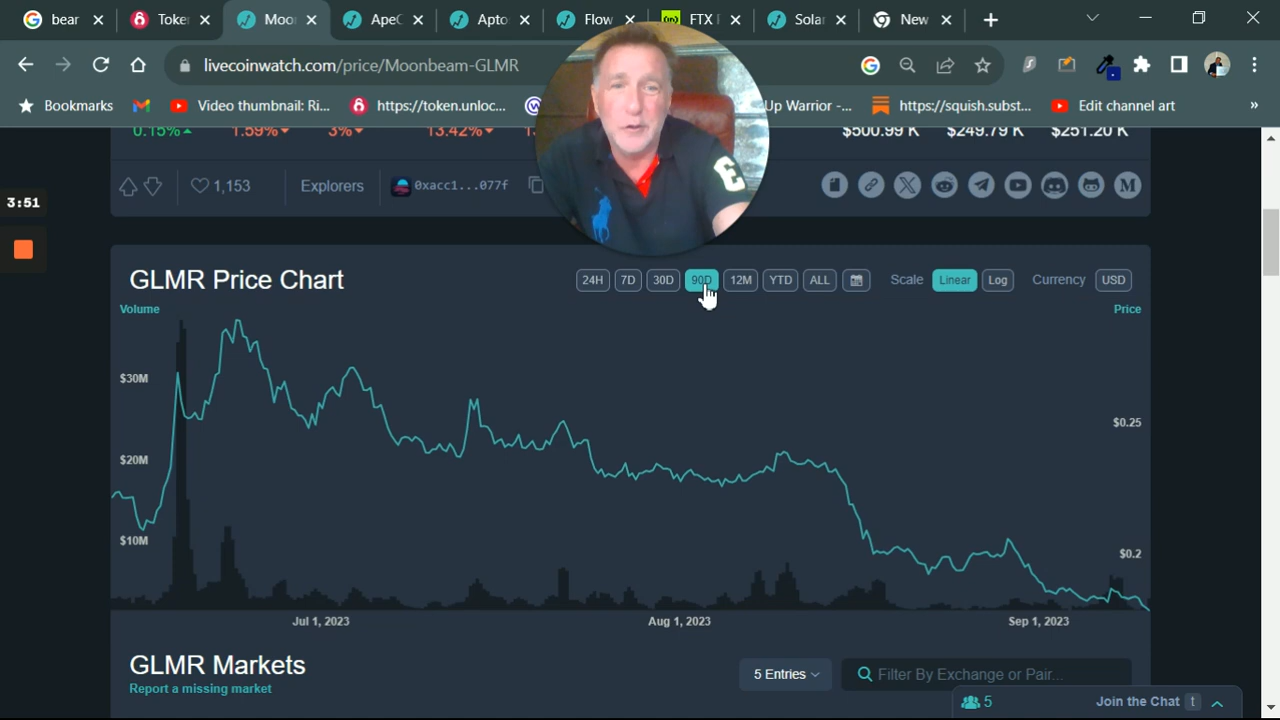 bear
Toke
Moon
ApeC
Apto
Flow
FTX F
Sola
New
livecoinwatch.com/price/Moonbeam-GLMR
Bookmarks
Video thumbnail: Ri...
https://token.unloc...
Up Warrior -...
https://squish.subst...
Edit channel art
»
0.15%
1.59%
3%
13.42%
$500.99 K
$249.79 K
$251.20 K
1,153
Explorers
0xacc1...077f
3:51
GLMR Price Chart
24H
7D
30D
90D
12M
YTD
ALL
Scale
Linear
Log
Currency
USD
Volume
Price
$30M
$0.25
$20M
$10M
$0.2
Jul 1, 2023
Aug 1, 2023
Sep 1, 2023
GLMR Markets
5 Entries
Filter By Exchange or Pair...
Report a missing market
5
Join the Chat
t